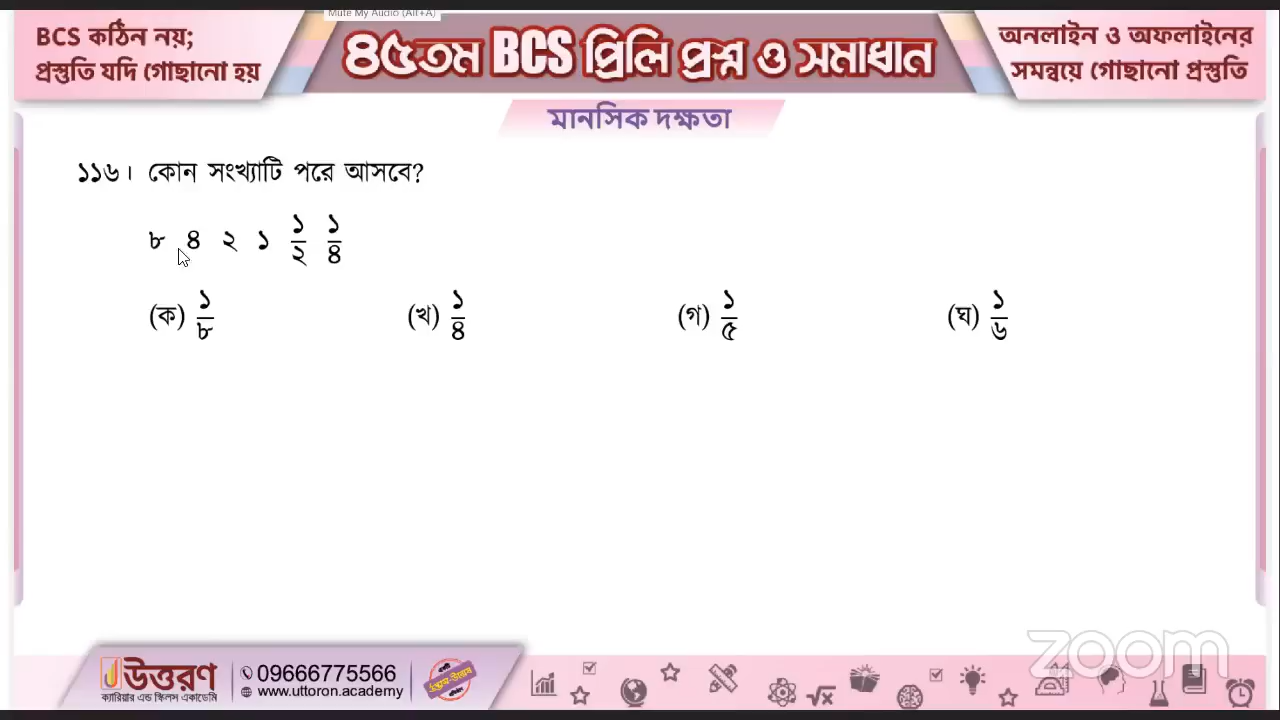 Mute My Audio (Alt+A)
BCS কঠিন নয়;
প্রস্তুতি যদি গোছানো হয়
৪৫তম BCS প্রিলি প্রশ্ন ও সমাধান
অনলাইন ও অফলাইনের
সমন্বয়ে গোছানো প্রস্তুতি
মানসিক দক্ষতা
১১৬। কোন সংখ্যাটি পরে আসবে?
৮ ৪ ২ ১ ১/২ ১/৪
(ক) ১/৮ (খ) ১/৪ (গ) ১/৫ (ঘ) ১/৬
zoom
উত্তরণ
ক্যারিয়ার এন্ড স্কিলস একাডেমি
09666775566
www.uttoron.academy